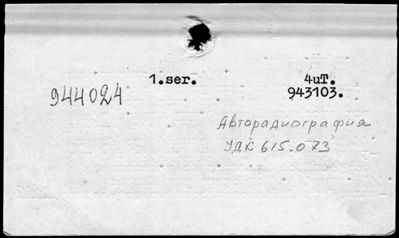 1.ser. 4uT.
944024 943103.
Авторадиография
УДК 615.073